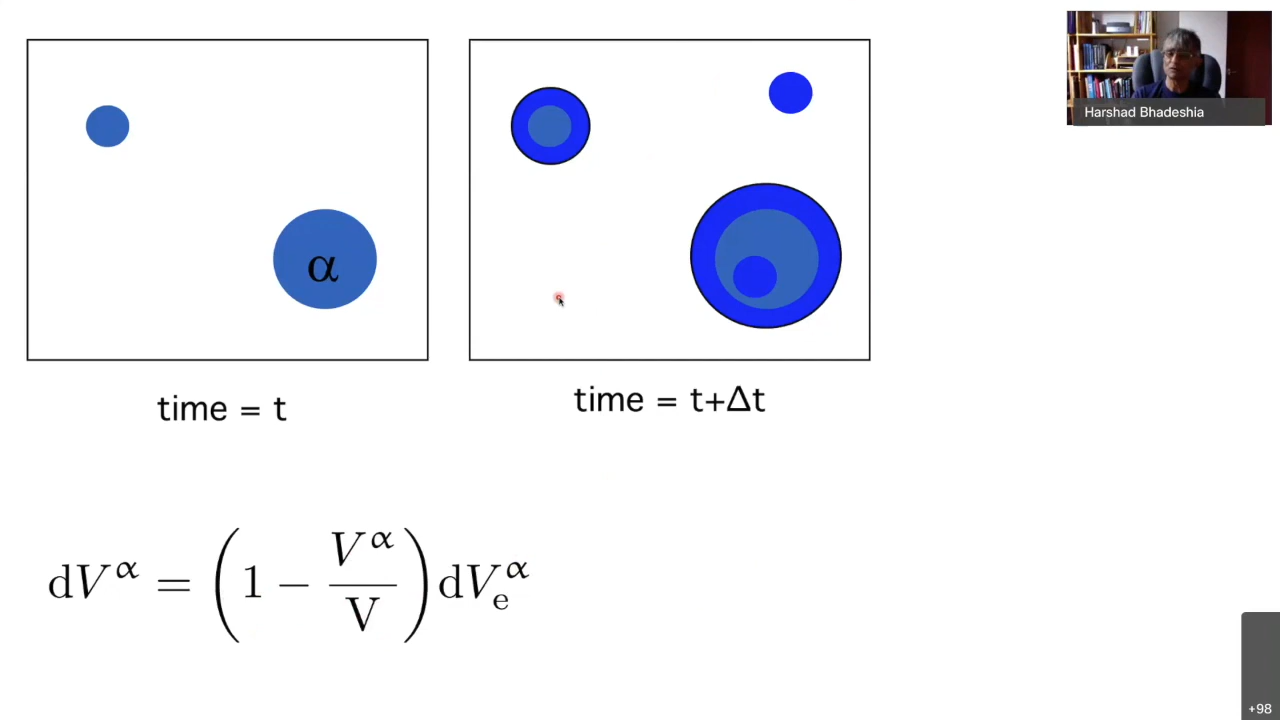 Harshad Bhadeshia
α
time = t
time = t+Δt
dV^α = (1 − V^α/V) dV_e^α
+98